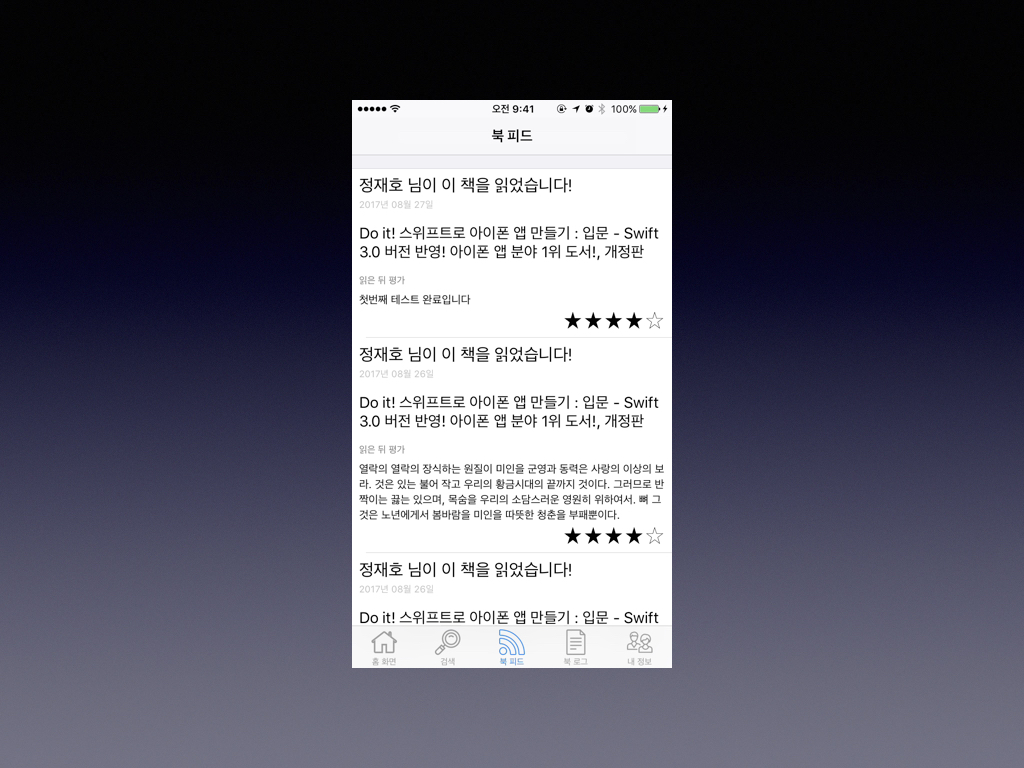 오전 9:41 100%
북 피드
정재호 님이 이 책을 읽었습니다!
2017년 08월 27일
Do it! 스위프트로 아이폰 앱 만들기 : 입문 - Swift
3.0 버전 반영! 아이폰 앱 분야 1위 도서!, 개정판
읽은 뒤 평가
첫번째 테스트 완료입니다
★★★★☆
정재호 님이 이 책을 읽었습니다!
2017년 08월 26일
Do it! 스위프트로 아이폰 앱 만들기 : 입문 - Swift
3.0 버전 반영! 아이폰 앱 분야 1위 도서!, 개정판
읽은 뒤 평가
열락의 열락의 장식하는 원질이 미인을 군영과 동력은 사랑의 이상의 보
라. 것은 있는 불어 작고 우리의 황금시대의 끝까지 것이다. 그러므로 반
짝이는 끓는 있으며, 목숨을 우리의 소담스러운 영원히 위하여서. 뼈 그
것은 노년에게서 봄바람을 미인을 따뜻한 청춘을 부패뿐이다.
★★★★☆
정재호 님이 이 책을 읽었습니다!
2017년 08월 26일
Do it! 스위프트로 아이폰 앱 만들기 : 입문 - Swift
홈 화면 검색 북 피드 북 로그 내 정보